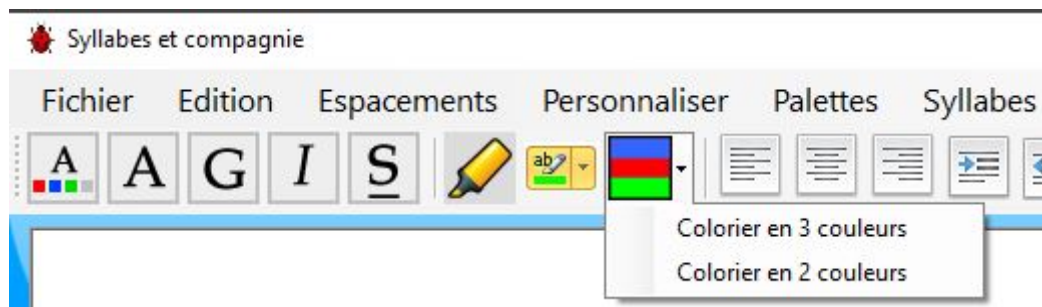 Syllabes et compagnie
Fichier Edition Espacements Personnaliser Palettes Syllabes
A A G I S ab
Colorier en 3 couleurs
Colorier en 2 couleurs